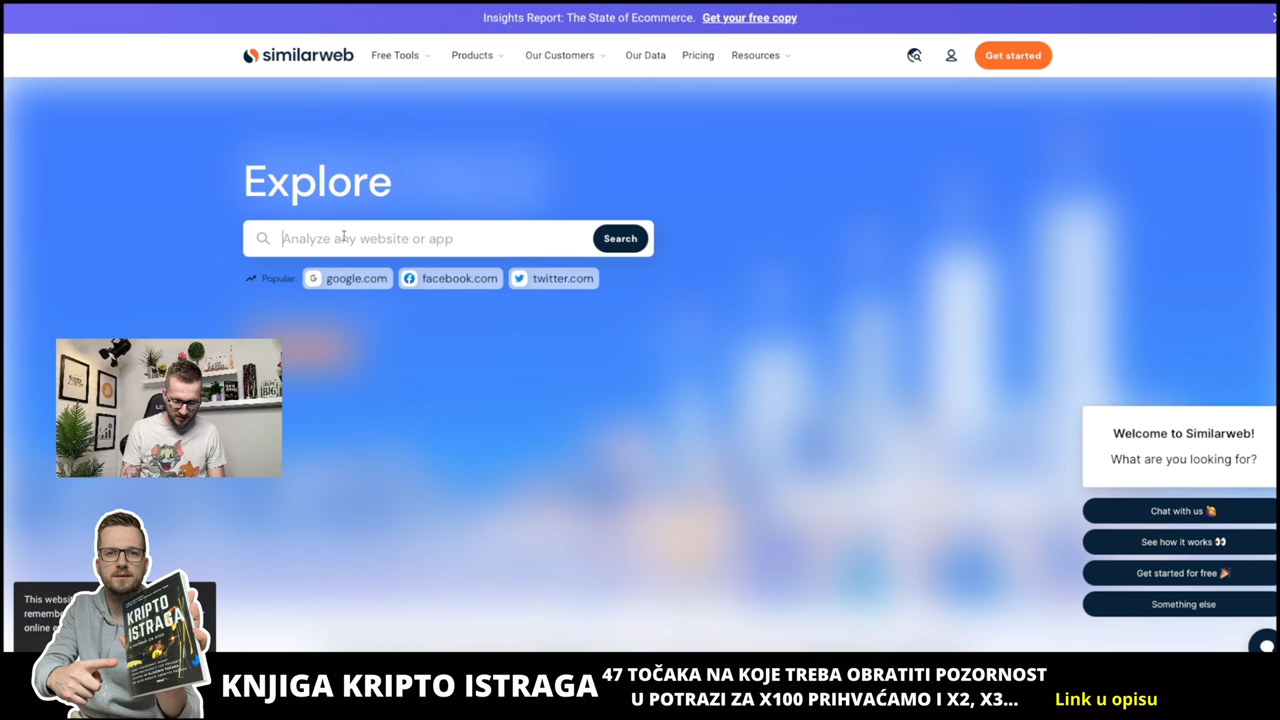 Insights Report: The State of Ecommerce. Get your free copy
similarweb Free Tools Products Our Customers Our Data Pricing Resources Get started
Explore
Analyze any website or app Search
Popular: google.com facebook.com twitter.com
Welcome to Similarweb!
What are you looking for?
Chat with us
See how it works
Get started for free
Something else
This
remem
online
KRIPTO
ISTRAGA
KNJIGA KRIPTO ISTRAGA
47 TOČAKA NA KOJE TREBA OBRATITI POZORNOST
U POTRAZI ZA X100 PRIHVAĆAMO I X2, X3...
Link u opisu